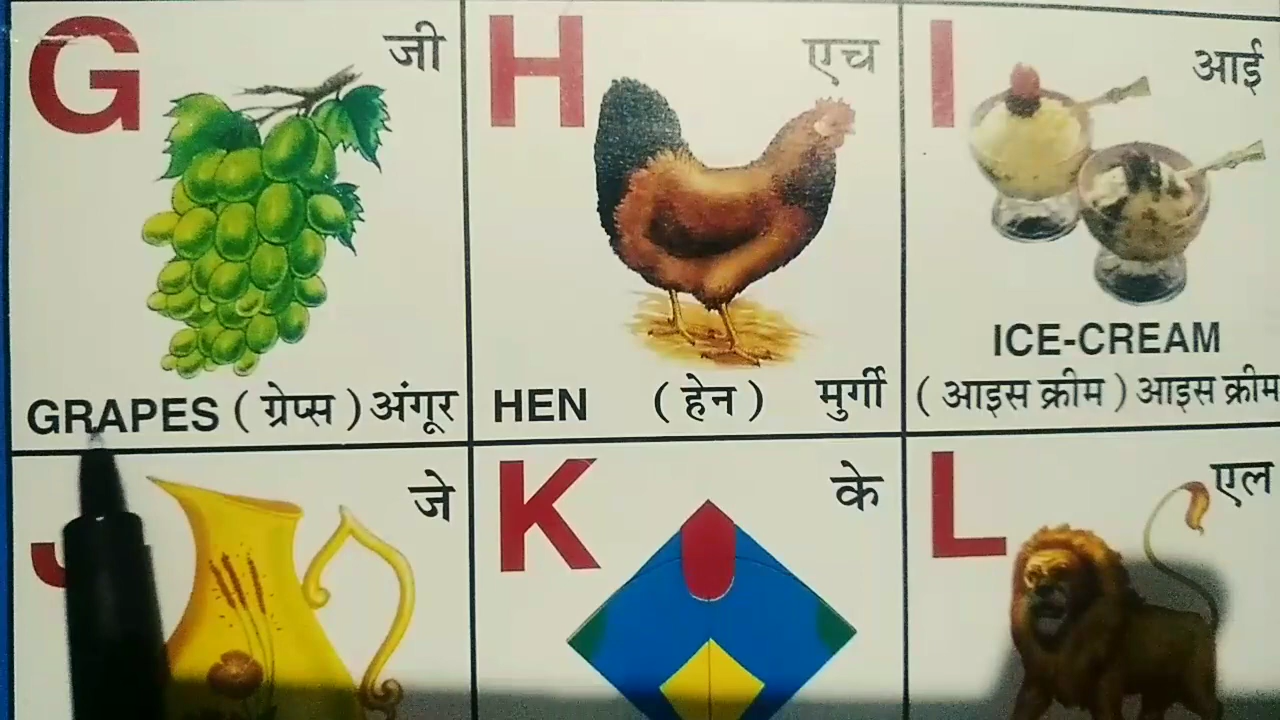 G जी
GRAPES ( ग्रेप्स ) अंगूर
H एच
HEN ( हेन ) मुर्गी
I आई
ICE-CREAM
( आइस क्रीम ) आइस क्रीम
जे
K के
L एल